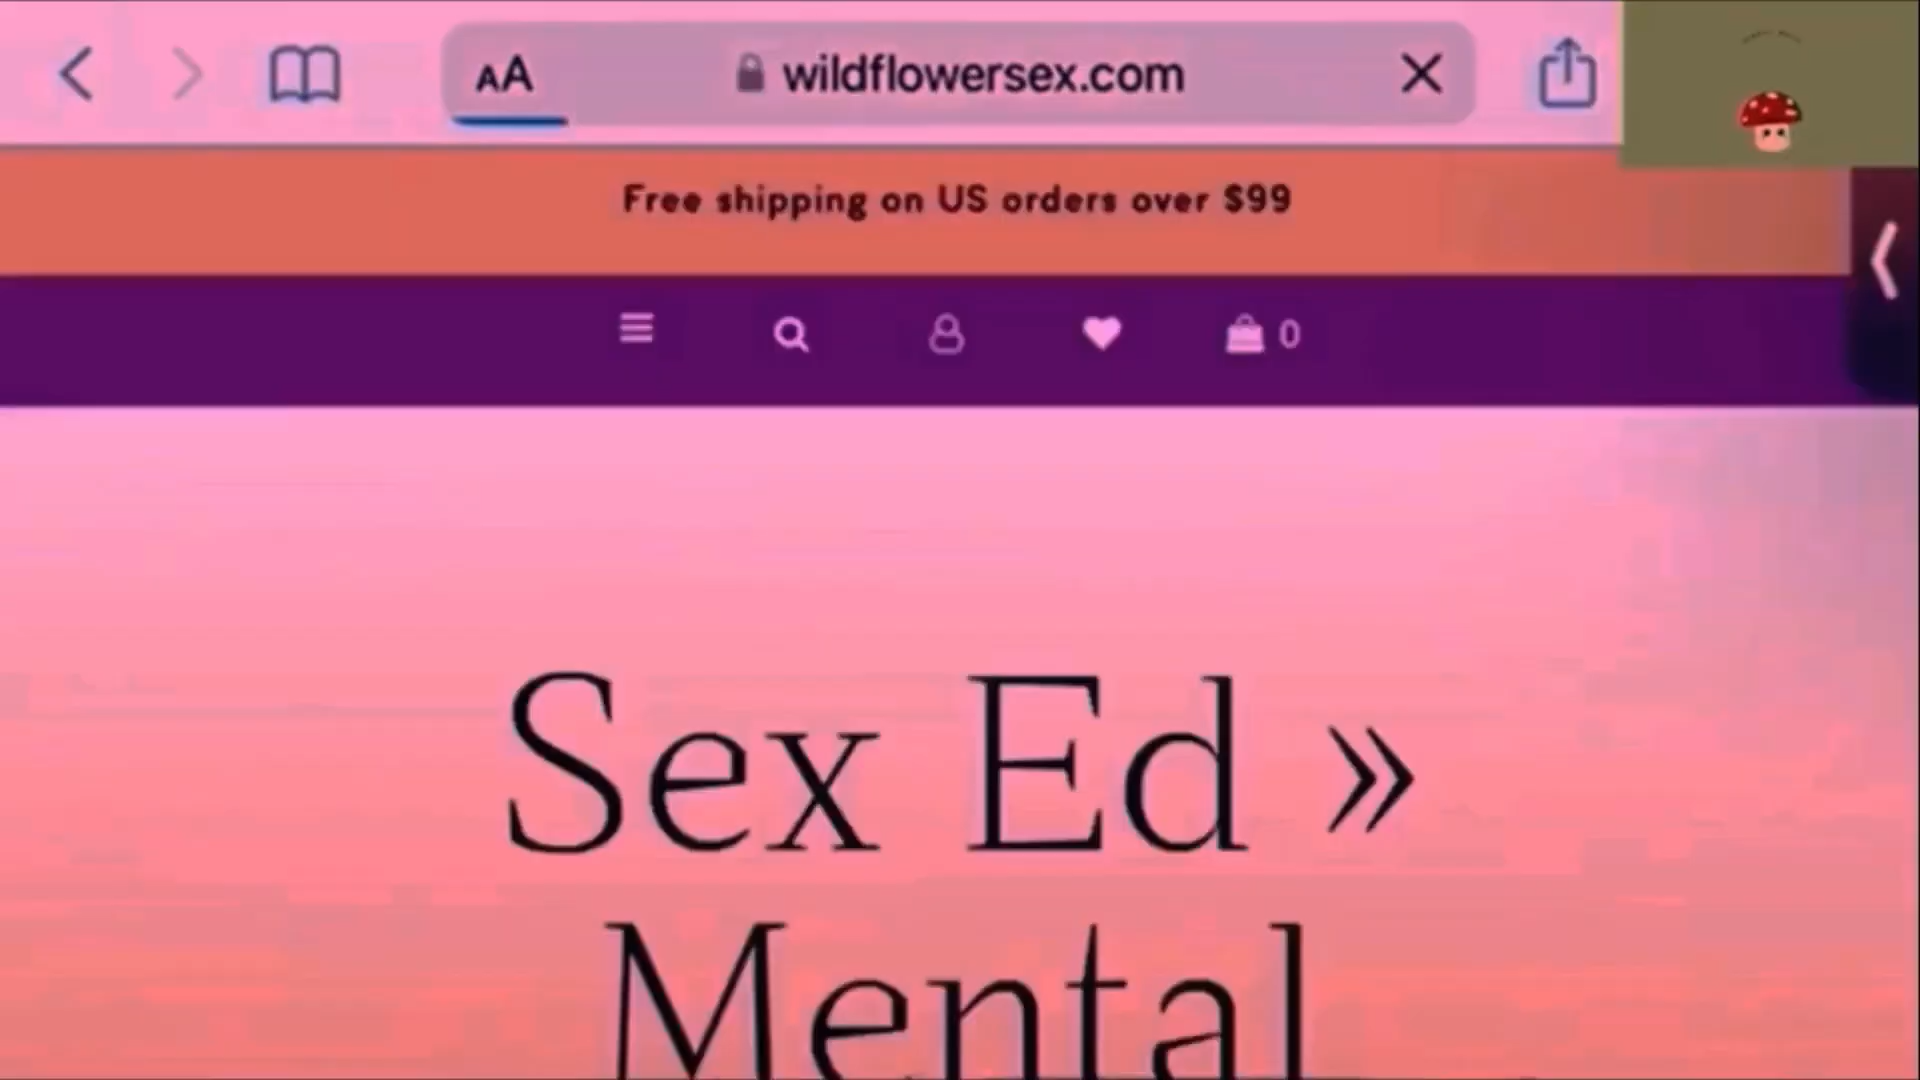 AA wildflowersex.com
Free shipping on US orders over $99
0
Sex Ed »
Mental